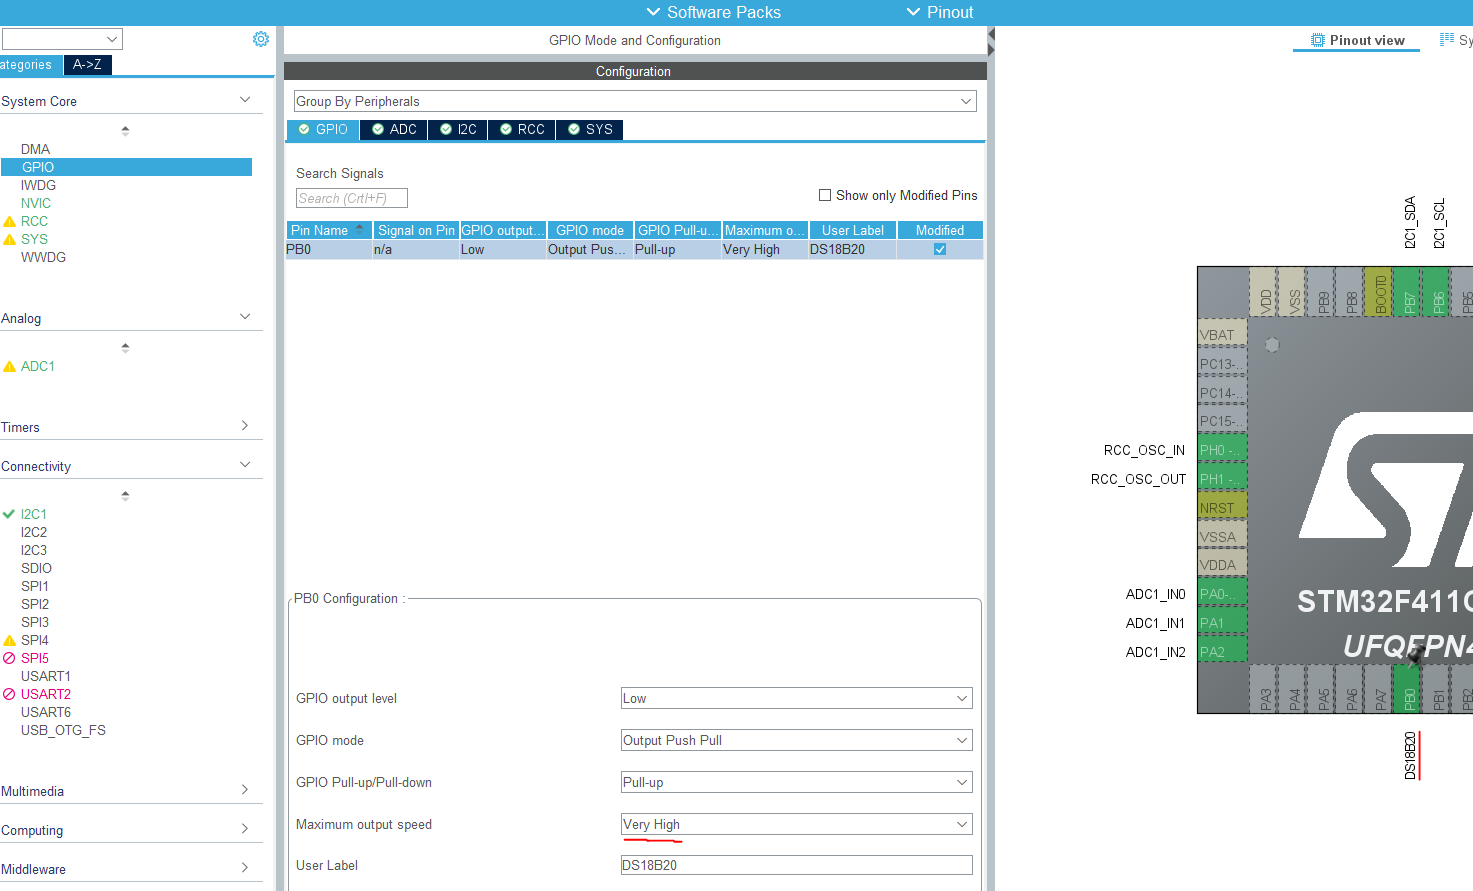 Software Packs
Pinout
ategories
A->Z
System Core
DMA
GPIO
IWDG
NVIC
RCC
SYS
WWDG
Analog
ADC1
Timers
Connectivity
I2C1
I2C2
I2C3
SDIO
SPI1
SPI2
SPI3
SPI4
SPI5
USART1
USART2
USART6
USB_OTG_FS
Multimedia
Computing
Middleware
GPIO Mode and Configuration
Configuration
Group By Peripherals
GPIO ADC I2C RCC SYS
Search Signals
Search (Crtl+F)
Show only Modified Pins
Pin Name Signal on Pin GPIO output... GPIO mode GPIO Pull-u... Maximum o... User Label Modified
PB0 n/a Low Output Pus... Pull-up Very High DS18B20
PB0 Configuration :
GPIO output level Low
GPIO mode Output Push Pull
GPIO Pull-up/Pull-down Pull-up
Maximum output speed Very High
User Label DS18B20
Pinout view
Sy
I2C1_SDA
I2C1_SCL
VDD
VSS
PB9
PB8
BOOT0
PB7
PB6
PB5
VBAT
PC13-..
PC14-..
PC15-..
RCC_OSC_IN PH0 -..
RCC_OSC_OUT PH1 -..
NRST
VSSA
VDDA
ADC1_IN0 PA0-..
ADC1_IN1 PA1
ADC1_IN2 PA2
STM32F411C
UFQFPN4
PA3
PA4
PA5
PA6
PA7
PB0
PB1
PB2
DS18B20